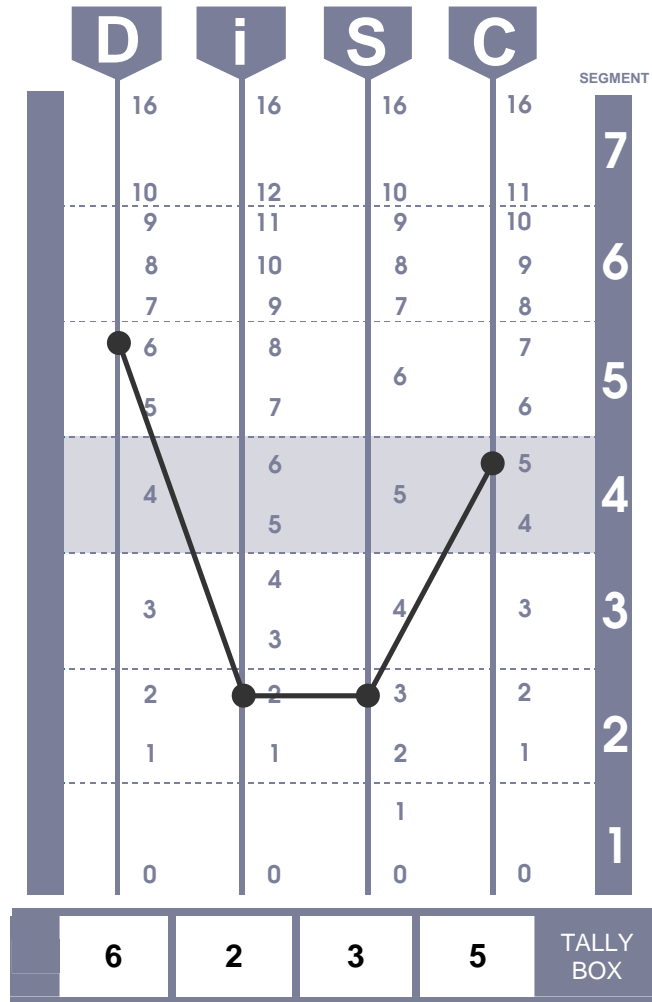 D i S C
SEGMENT
16 16 16 16
7
10 12 10 11
9 11 9 10
8 10 8 9
6
7 9 7 8
6 8 7
6
5
5 7 6
6 5
4 5
4
5 4
4
3 4 3
3
3
2 2 3 2
2
1 1 2 1
1
1
0 0 0 0
6 2 3 5
TALLY
BOX